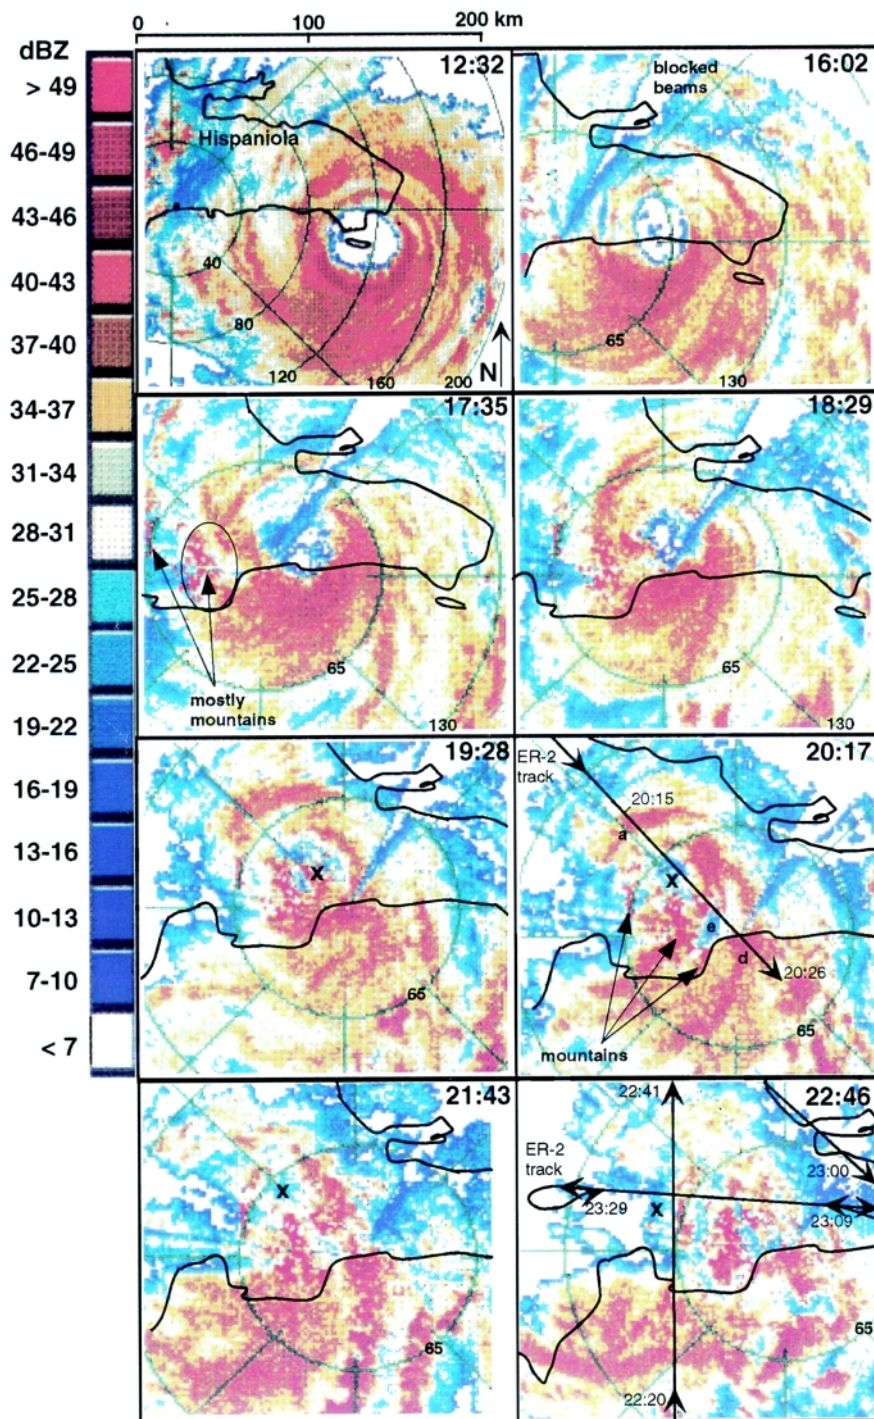 0
100
200 km
dBZ
> 49
46-49
43-46
40-43
37-40
34-37
31-34
28-31
25-28
22-25
19-22
16-19
13-16
10-13
7-10
< 7
12:32
Hispaniola
40
80
120
160
200
N
16:02
blocked
beams
65
130
17:35
65
130
mostly
mountains
18:29
65
130
19:28
X
65
20:17
ER-2
track
20:15
a
X
e
d
20:26
mountains
65
21:43
X
65
22:46
22:41
ER-2
track
23:00
23:29
X
23:09
65
22:20